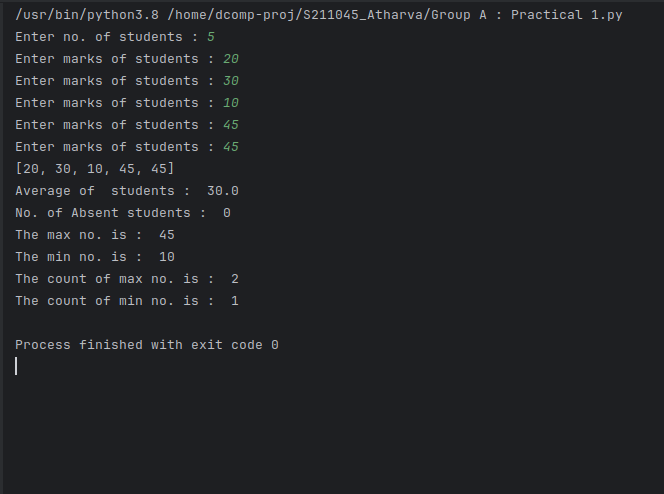 /usr/bin/python3.8 /home/dcomp-proj/S211045_Atharva/Group A : Practical 1.py
Enter no. of students : 5
Enter marks of students : 20
Enter marks of students : 30
Enter marks of students : 10
Enter marks of students : 45
Enter marks of students : 45
[20, 30, 10, 45, 45]
Average of  students :  30.0
No. of Absent students :  0
The max no. is :  45
The min no. is :  10
The count of max no. is :  2
The count of min no. is :  1
Process finished with exit code 0